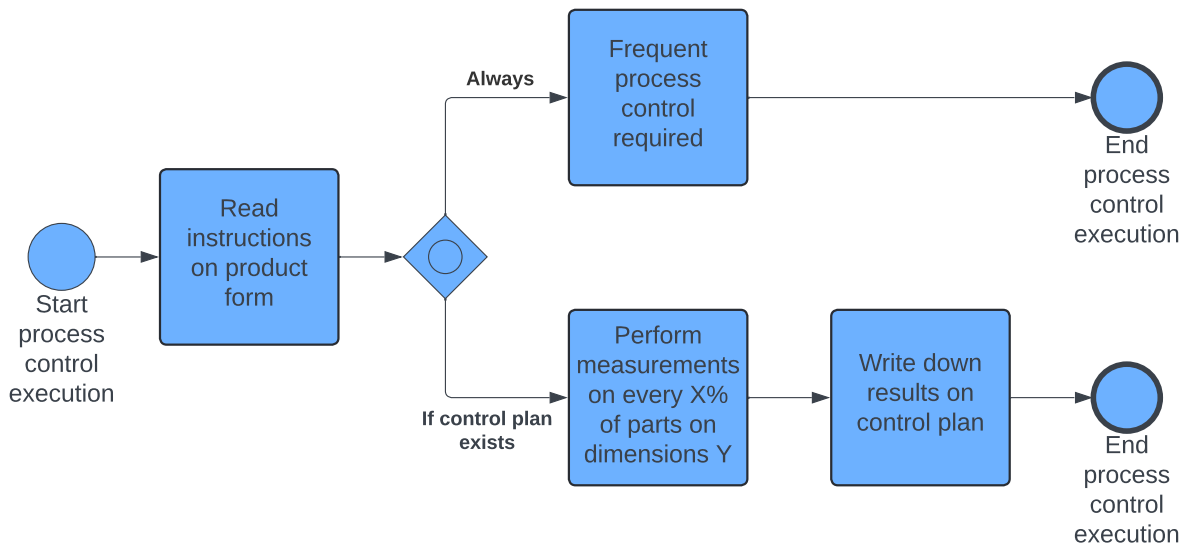 Start
process
control
execution
Read
instructions
on product
form
Always
Frequent
process
control
required
End
process
control
execution
If control plan
exists
Perform
measurements
on every X%
of parts on
dimensions Y
Write down
results on
control plan
End
process
control
execution